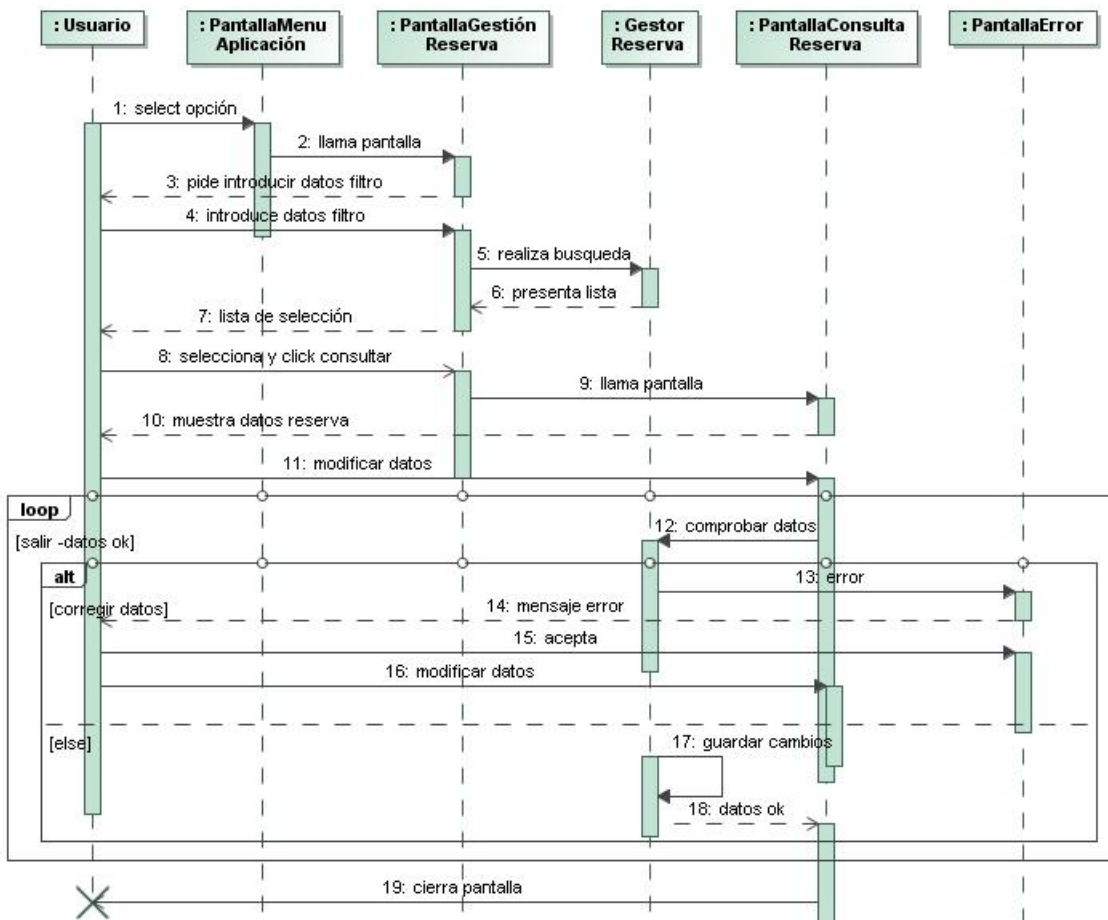 : Usuario
: PantallaMenu
Aplicación
: PantallaGestión
Reserva
: Gestor
Reserva
: PantallaConsulta
Reserva
: PantallaError
1: select opción
2: llama pantalla
3: pide introducir datos filtro
4: introduce datos filtro
5: realiza busqueda
6: presenta lista
7: lista de selección
8: selecciona y click consultar
9: llama pantalla
10: muestra datos reserva
11: modificar datos
loop
[salir -datos ok]
12: comprobar datos
alt
13: error
[corregir datos]
14: mensaje error
15: acepta
16: modificar datos
[else]
17: guardar cambios
18: datos ok
19: cierra pantalla